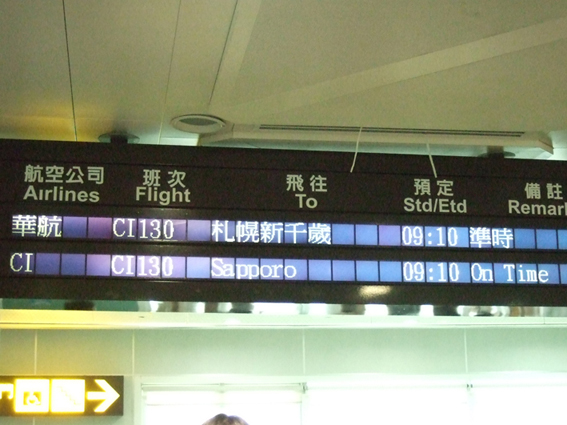 航空公司 班次 飛往 預定 備註
Airlines Flight To Std/Etd Remar
華航 CI130 札幌新千歲 09:10 準時
CI CI130 Sapporo 09:10 On Time